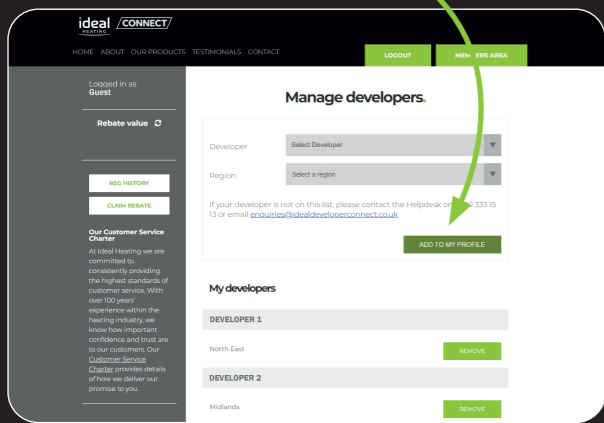 ideal CONNECT
HEATING
HOME ABOUT OUR PRODUCTS TESTIMONIALS CONTACT
LOGOUT
AREA
Logged in as
Guest
Rebate value
REG HISTORY
CLAIM REBATE
Our Customer Service
Charter
At Ideal Heating we are
committed to
consistently providing
the highest standards of
customer service. With
over 100 years'
experience within the
heating industry, we
know how important
confidence and trust are
to our customers. Our
Customer Service
Charter provides details
of how we deliver our
promise to you.
Manage developers.
Developer
Select Developer
Region
Select a region
If your developer is not on this list, please contact the Helpdesk on 333 15
13 or email enquiries@idealdeveloperconnect.co.uk
ADD TO MY PROFILE
My developers
DEVELOPER 1
North East
REMOVE
DEVELOPER 2
Midlands
REMOVE